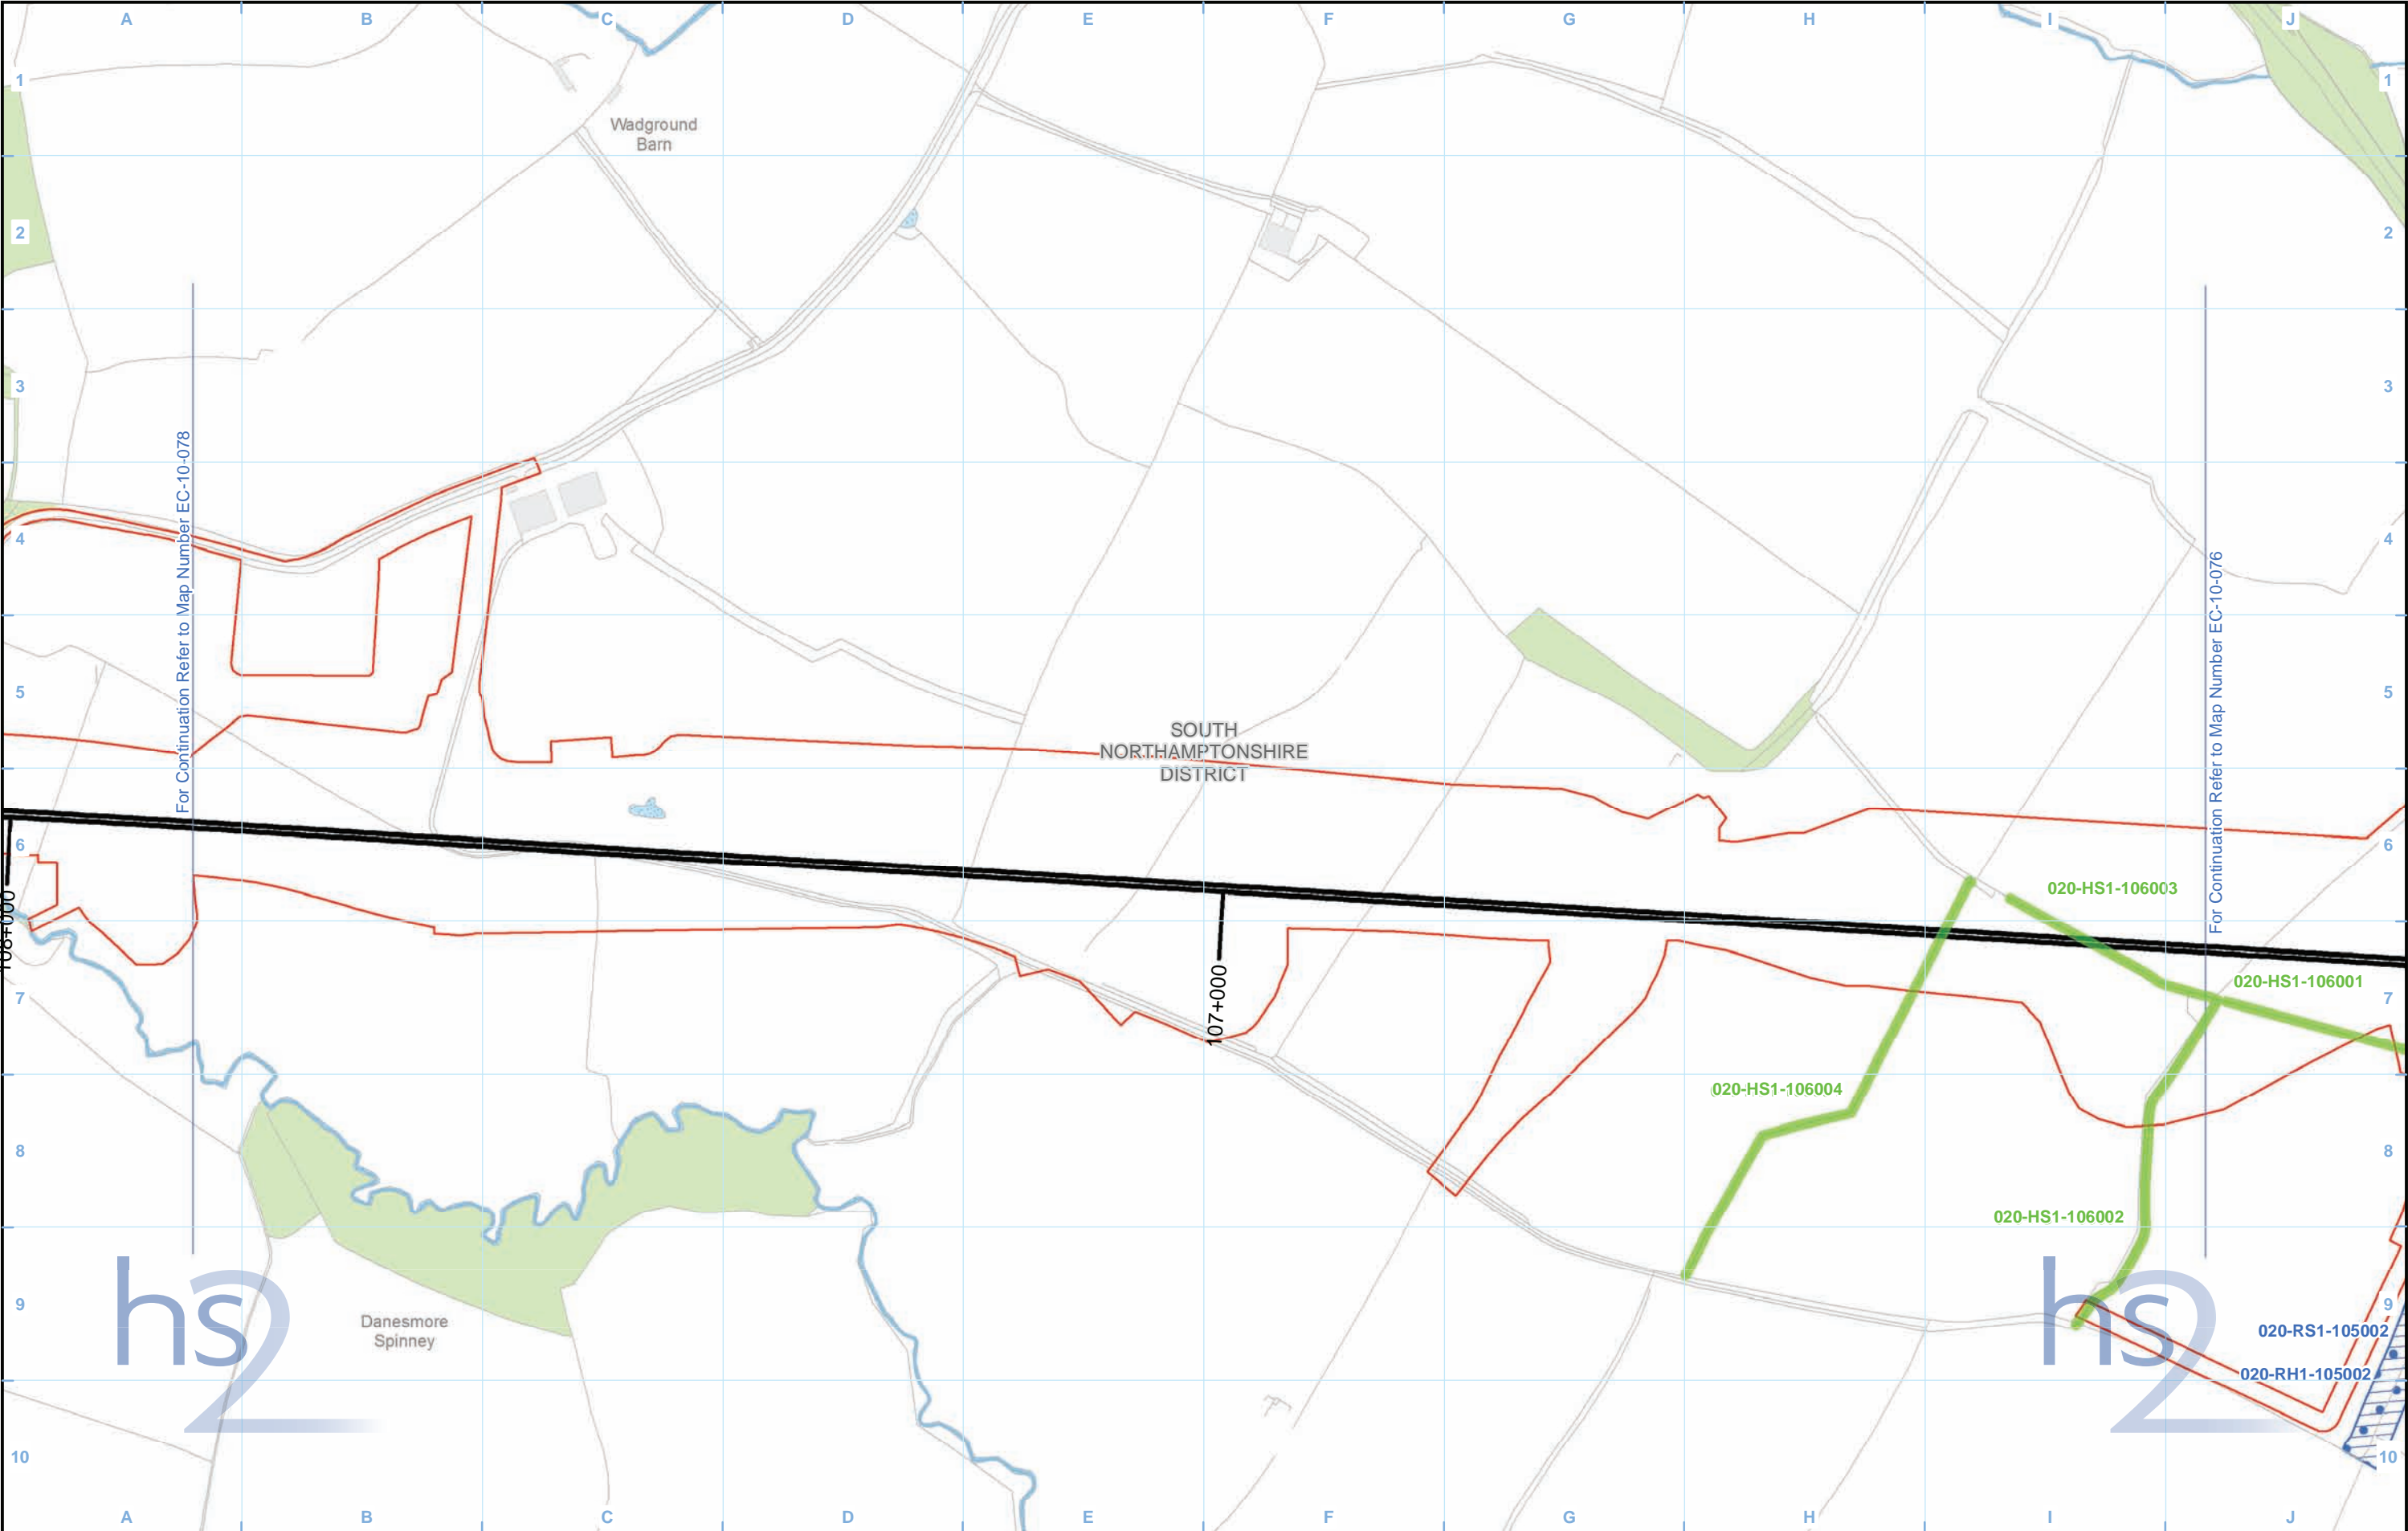 A B C D E F G H I J
1 1
Wadground
Barn
2 2
3 3
For Continuation Refer to Map Number EC-10-078
4 4
For Continuation Refer to Map Number EC-10-076
5 5
SOUTH
NORTHAMPTONSHIRE
DISTRICT
6 6
020-HS1-106003
108+000
107+000
7 7
020-HS1-106001
020-HS1-106004
8 8
020-HS1-106002
hs2
hs2
9 9
Danesmore
Spinney
020-RS1-105002
020-RH1-105002
10 10
A B C D E F G H I J